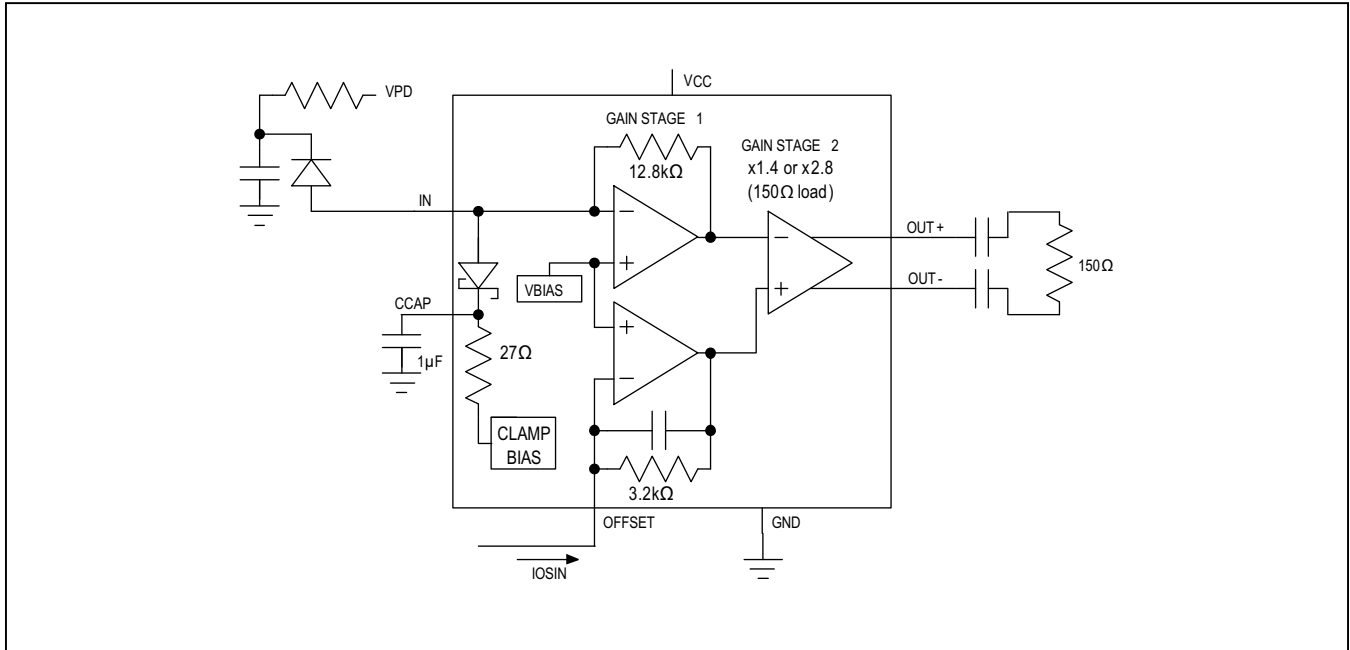 VCC
VPD
GAIN STAGE 1
12.8kΩ
GAIN STAGE 2
x1.4 or x2.8
(150Ω load)
IN
OUT+
OUT-
150Ω
VBIAS
CCAP
1µF
27Ω
CLAMP
BIAS
3.2kΩ
OFFSET
GND
IOSIN